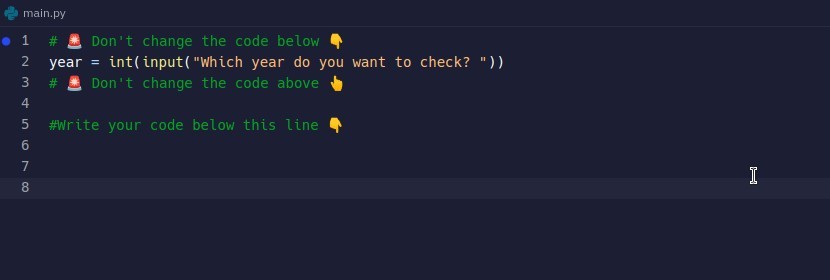 main.py
1 # 🚨 Don't change the code below 👇
2 year = int(input("Which year do you want to check? "))
3 # 🚨 Don't change the code above 👆
4
5 #Write your code below this line 👇
6
7
8